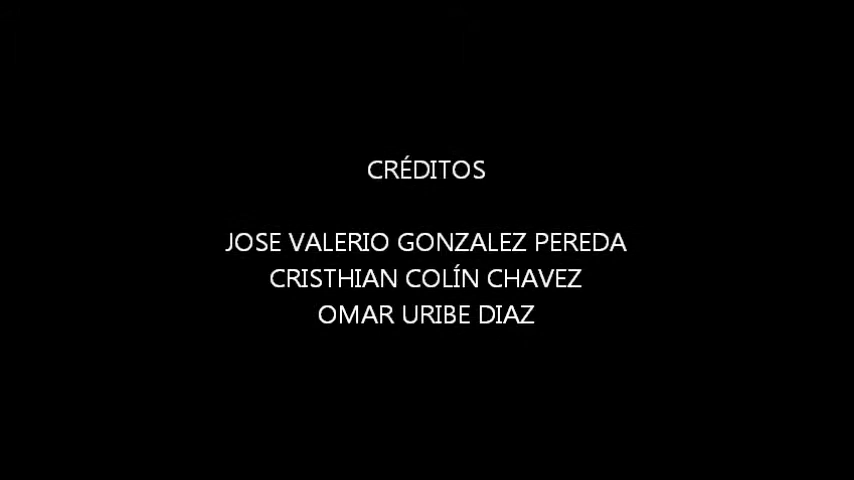 CRÉDITOS
JOSE VALERIO GONZALEZ PEREDA
CRISTHIAN COLÍN CHAVEZ
OMAR URIBE DIAZ